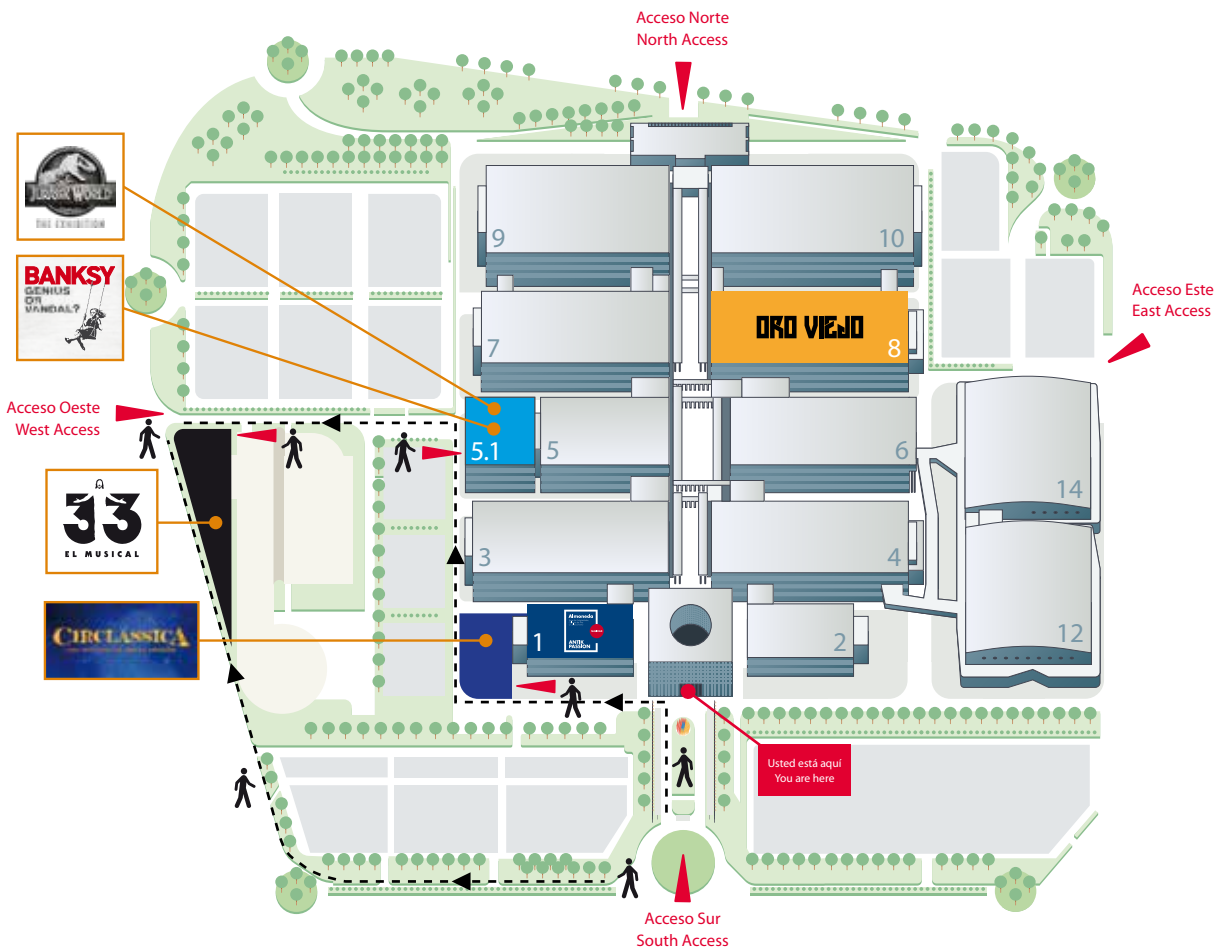 Acceso Norte
North Access
JURASSIC WORLD
THE EXHIBITION
9
10
BANKSY
GENIUS
OR
VANDAL?
Acceso Este
East Access
ORO VIEJO
7
8
Acceso Oeste
West Access
5.1
5
6
14
33
EL MUSICAL
3
4
CIRCLASSICA
1
Almoneda
ANTIK
PASSION
2
12
Usted está aquí
You are here
Acceso Sur
South Access